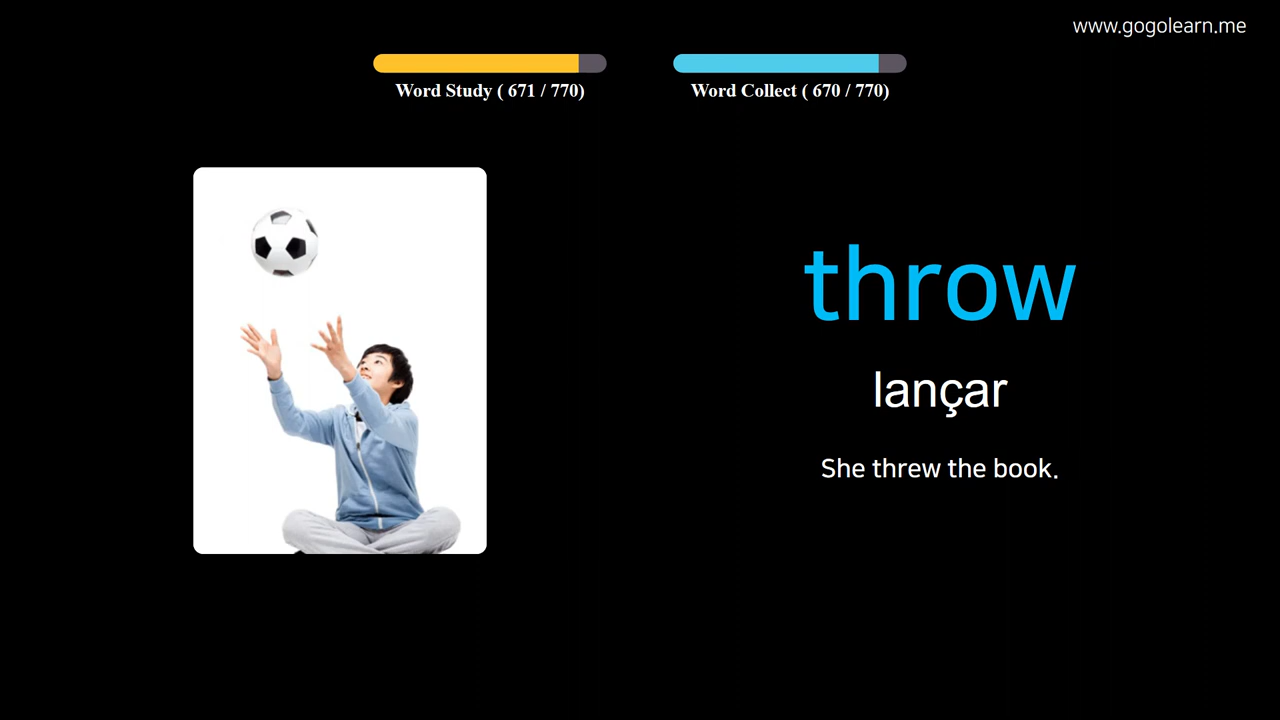 www.gogolearn.me
Word Study ( 671 / 770)
Word Collect ( 670 / 770)
throw
lançar
She threw the book.